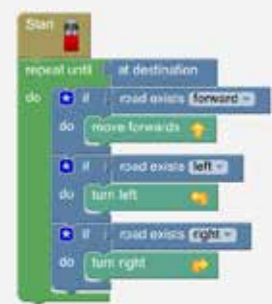 Start
repeat until at destination
do if road exists forward
do move forwards
if road exists left
do turn left
if road exists right
do turn right